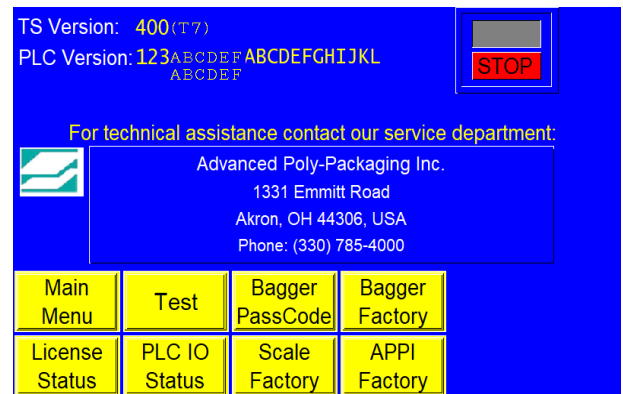 TS Version: 400(T7)
PLC Version:123ABCDEFABCDEFGHIJKL
ABCDEF
STOP
For technical assistance contact our service department:
Advanced Poly-Packaging Inc.
1331 Emmitt Road
Akron, OH 44306, USA
Phone: (330) 785-4000
Main Menu
Test
Bagger PassCode
Bagger Factory
License Status
PLC IO Status
Scale Factory
APPI Factory